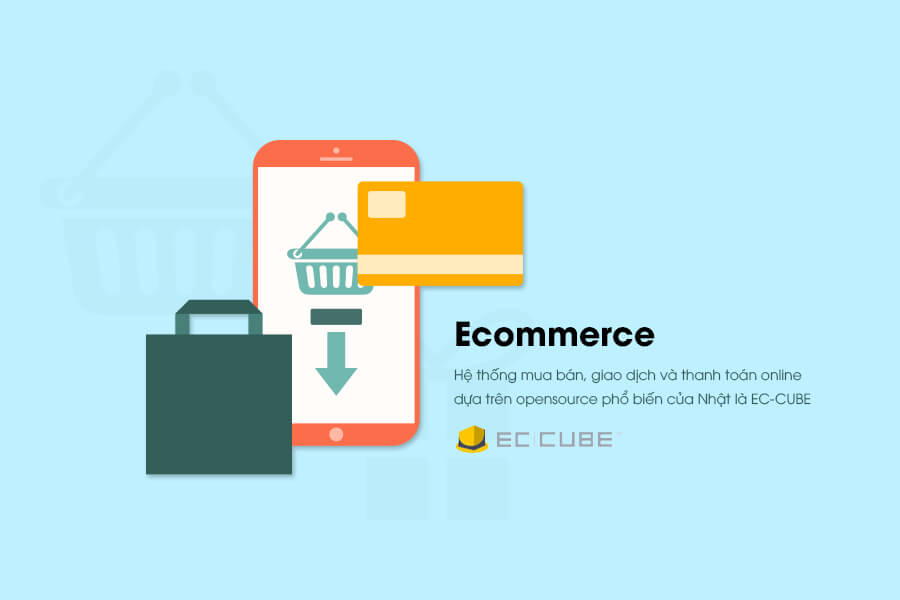 Ecommerce
Hệ thống mua bán, giao dịch và thanh toán online
dựa trên opensource phổ biến của Nhật là EC-CUBE
EC CUBE